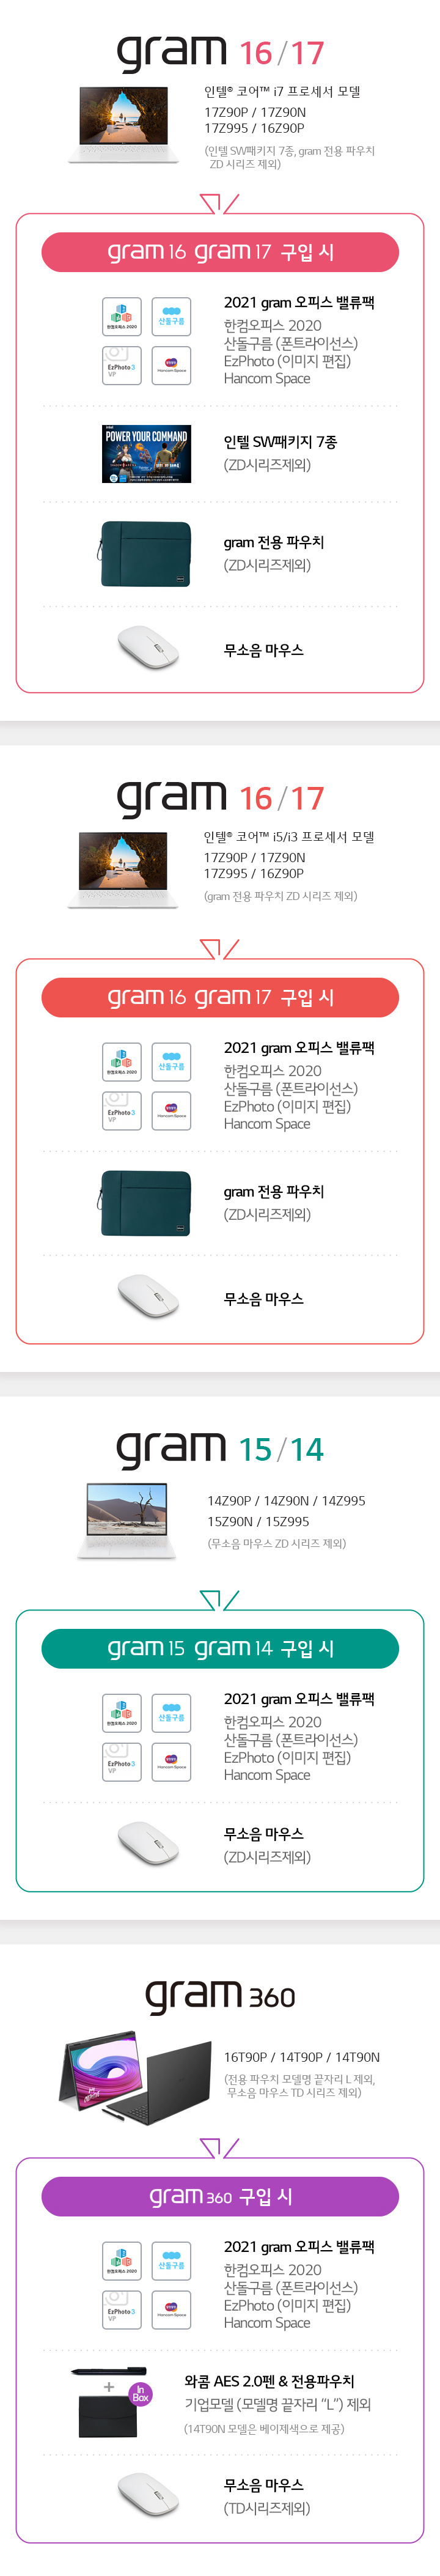 gram 16/17
인텔® 코어™ i7 프로세서 모델
17Z90P / 17Z90N
17Z995 / 16Z90P
(인텔 SW패키지 7종, gram 전용 파우치
ZD 시리즈 제외)
gram 16 gram 17 구입 시
한컴오피스 2020
산돌구름
EzPhoto 3
VP
Hancom Space
2021 gram 오피스 밸류팩
한컴오피스 2020
산돌구름 (폰트라이선스)
EzPhoto (이미지 편집)
Hancom Space
POWER YOUR COMMAND
인텔 SW패키지 7종
(ZD시리즈제외)
gram 전용 파우치
(ZD시리즈제외)
무소음 마우스
gram 16/17
인텔® 코어™ i5/i3 프로세서 모델
17Z90P / 17Z90N
17Z995 / 16Z90P
(gram 전용 파우치 ZD 시리즈 제외)
gram 16 gram 17 구입 시
한컴오피스 2020
산돌구름
EzPhoto 3
VP
Hancom Space
2021 gram 오피스 밸류팩
한컴오피스 2020
산돌구름 (폰트라이선스)
EzPhoto (이미지 편집)
Hancom Space
gram 전용 파우치
(ZD시리즈제외)
무소음 마우스
gram 15/14
14Z90P / 14Z90N / 14Z995
15Z90N / 15Z995
(무소음 마우스 ZD 시리즈 제외)
gram 15 gram 14 구입 시
한컴오피스 2020
산돌구름
EzPhoto 3
VP
Hancom Space
2021 gram 오피스 밸류팩
한컴오피스 2020
산돌구름 (폰트라이선스)
EzPhoto (이미지 편집)
Hancom Space
무소음 마우스
(ZD시리즈제외)
gram 360
16T90P / 14T90P / 14T90N
(전용 파우치 모델명 끝자리 L 제외,
무소음 마우스 TD 시리즈 제외)
gram 360 구입 시
한컴오피스 2020
산돌구름
EzPhoto 3
VP
Hancom Space
2021 gram 오피스 밸류팩
한컴오피스 2020
산돌구름 (폰트라이선스)
EzPhoto (이미지 편집)
Hancom Space
+
In
Box
와콤 AES 2.0펜 & 전용파우치
기업모델 (모델명 끝자리 “L”) 제외
(14T90N 모델은 베이제색으로 제공)
무소음 마우스
(TD시리즈제외)